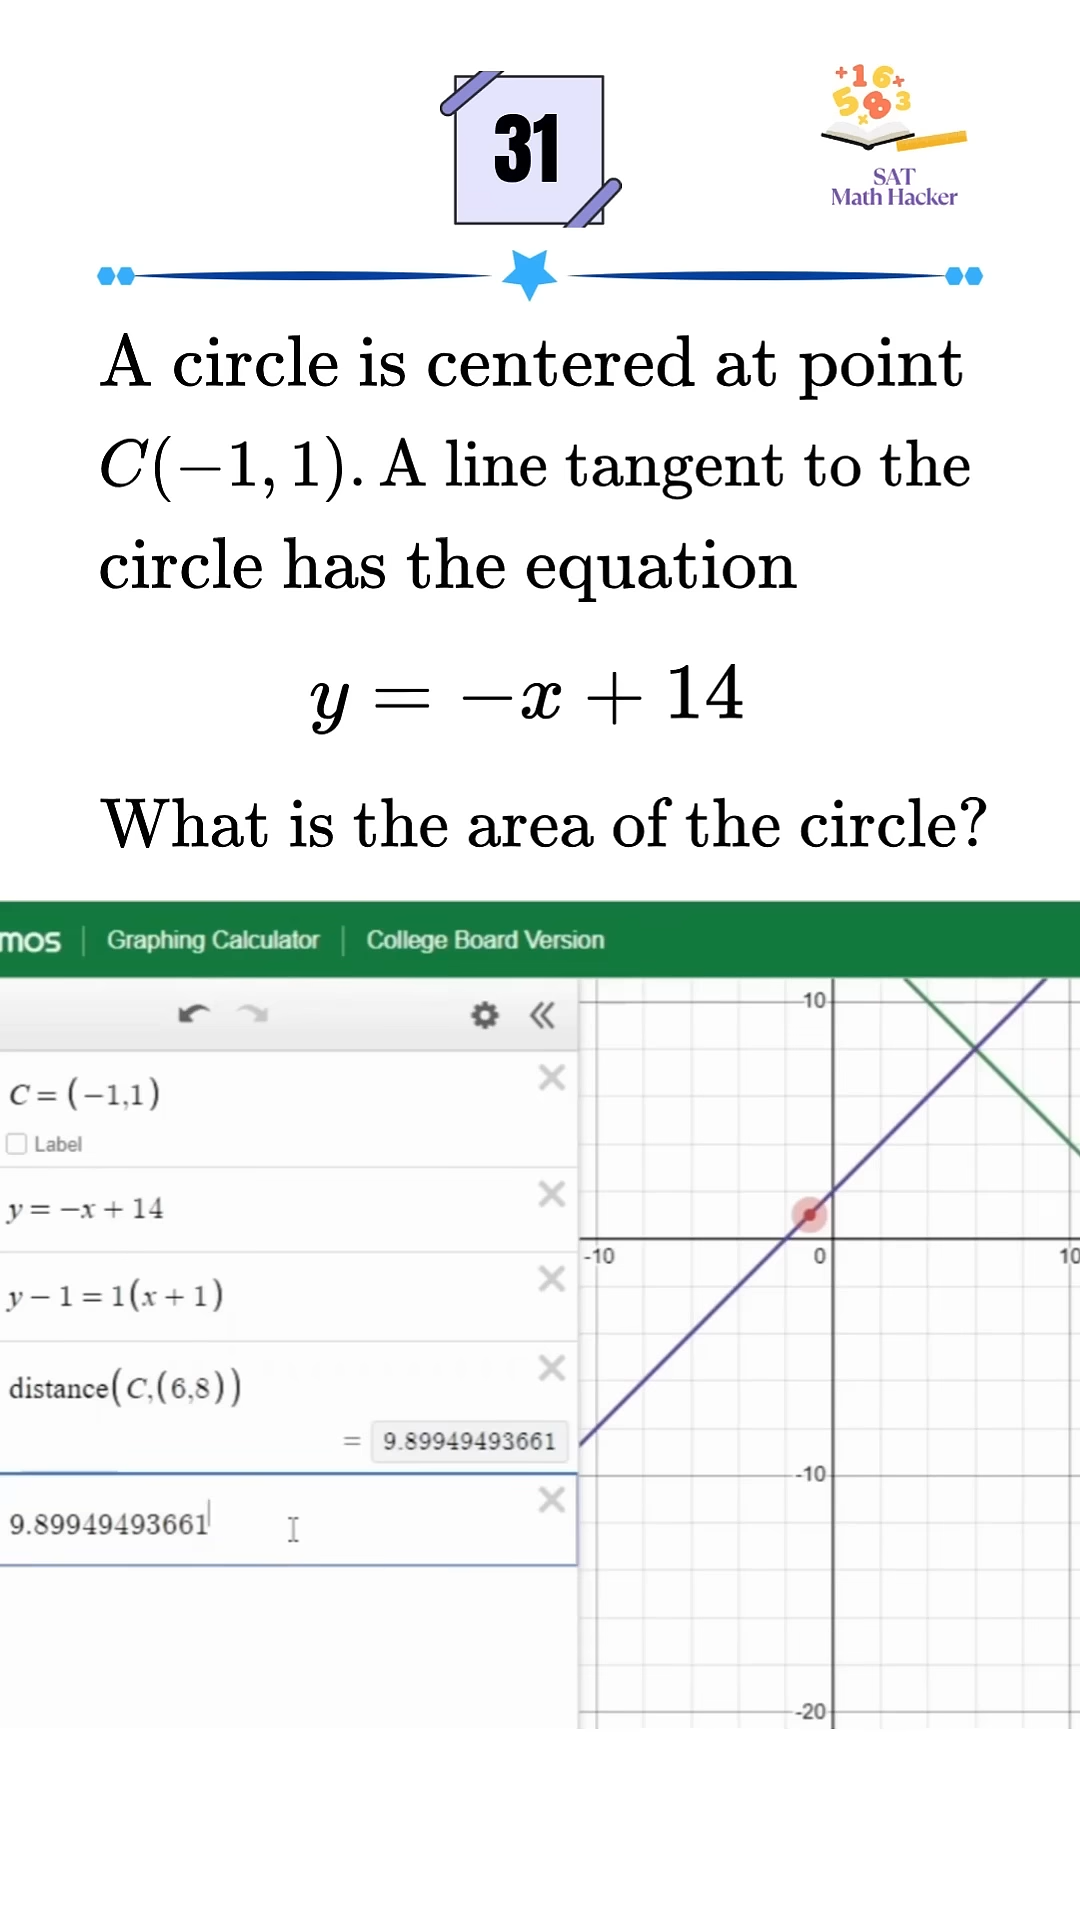 31
+16+
583
×
SAT
Math Hacker
A circle is centered at point
C(−1, 1). A line tangent to the
circle has the equation
y = −x + 14
What is the area of the circle?
mos | Graphing Calculator | College Board Version
C = (−1,1)
Label
y = −x + 14
y − 1 = 1(x + 1)
distance(C,(6,8))
= 9.89949493661
9.89949493661
10
-10 0 10
-10
-20